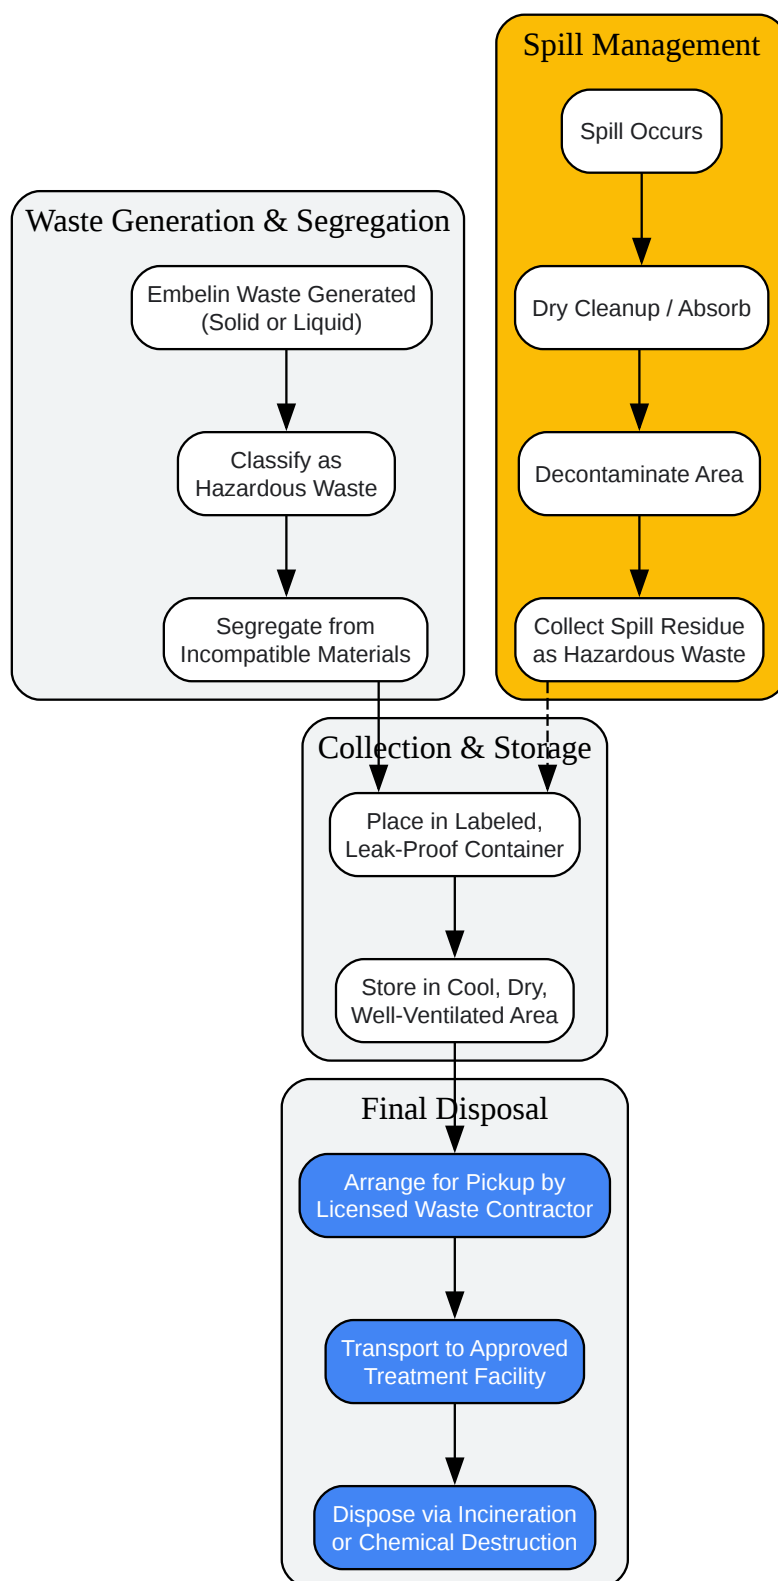 Spill Management
Spill Occurs
Dry Cleanup / Absorb
Decontaminate Area
Collect Spill Residue
as Hazardous Waste
Waste Generation & Segregation
Embelin Waste Generated
(Solid or Liquid)
Classify as
Hazardous Waste
Segregate from
Incompatible Materials
Collection & Storage
Place in Labeled,
Leak-Proof Container
Store in Cool, Dry,
Well-Ventilated Area
Final Disposal
Arrange for Pickup by
Licensed Waste Contractor
Transport to Approved
Treatment Facility
Dispose via Incineration
or Chemical Destruction